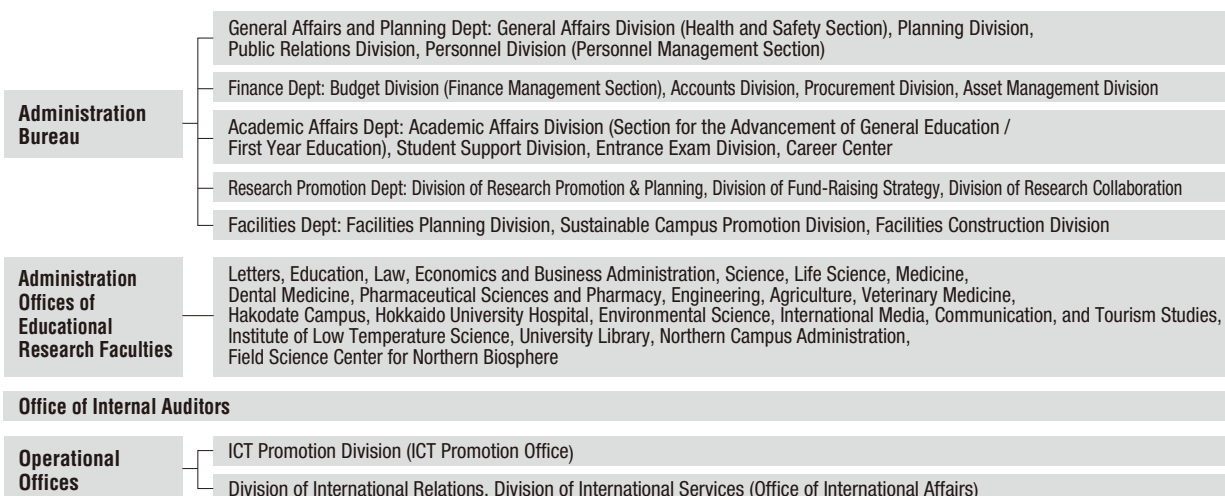 General Affairs and Planning Dept: General Affairs Division (Health and Safety Section), Planning Division,
Public Relations Division, Personnel Division (Personnel Management Section)
Finance Dept: Budget Division (Finance Management Section), Accounts Division, Procurement Division, Asset Management Division
Administration
Bureau
Academic Affairs Dept: Academic Affairs Division (Section for the Advancement of General Education /
First Year Education), Student Support Division, Entrance Exam Division, Career Center
Research Promotion Dept: Division of Research Promotion & Planning, Division of Fund-Raising Strategy, Division of Research Collaboration
Facilities Dept: Facilities Planning Division, Sustainable Campus Promotion Division, Facilities Construction Division
Administration
Offices of
Educational
Research Faculties
Letters, Education, Law, Economics and Business Administration, Science, Life Science, Medicine,
Dental Medicine, Pharmaceutical Sciences and Pharmacy, Engineering, Agriculture, Veterinary Medicine,
Hakodate Campus, Hokkaido University Hospital, Environmental Science, International Media, Communication, and Tourism Studies,
Institute of Low Temperature Science, University Library, Northern Campus Administration,
Field Science Center for Northern Biosphere
Office of Internal Auditors
Operational
Offices
ICT Promotion Division (ICT Promotion Office)
Division of International Relations, Division of International Services (Office of International Affairs)